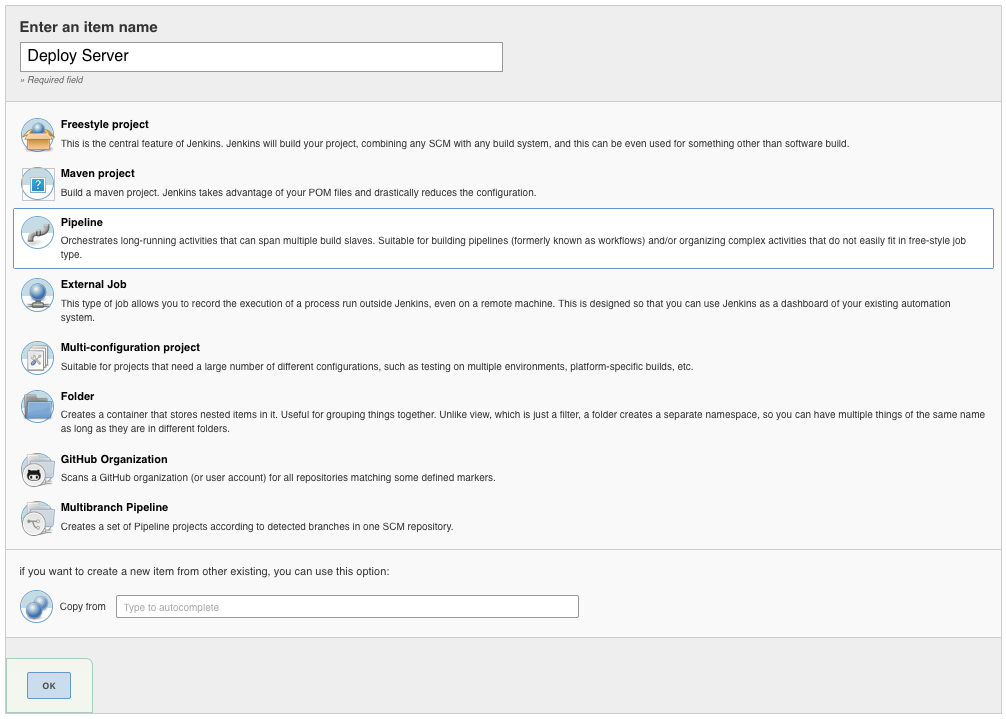 Enter an item name
Deploy Server
» Required field
Freestyle project
This is the central feature of Jenkins. Jenkins will build your project, combining any SCM with any build system, and this can be even used for something other than software build.
Maven project
Build a maven project. Jenkins takes advantage of your POM files and drastically reduces the configuration.
Pipeline
Orchestrates long-running activities that can span multiple build slaves. Suitable for building pipelines (formerly known as workflows) and/or organizing complex activities that do not easily fit in free-style job
type.
External Job
This type of job allows you to record the execution of a process run outside Jenkins, even on a remote machine. This is designed so that you can use Jenkins as a dashboard of your existing automation
system.
Multi-configuration project
Suitable for projects that need a large number of different configurations, such as testing on multiple environments, platform-specific builds, etc.
Folder
Creates a container that stores nested items in it. Useful for grouping things together. Unlike view, which is just a filter, a folder creates a separate namespace, so you can have multiple things of the same name
as long as they are in different folders.
GitHub Organization
Scans a GitHub organization (or user account) for all repositories matching some defined markers.
Multibranch Pipeline
Creates a set of Pipeline projects according to detected branches in one SCM repository.
if you want to create a new item from other existing, you can use this option:
Copy from Type to autocomplete
OK